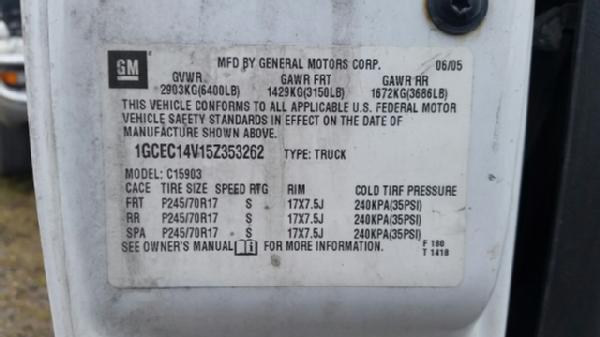 GM
MFD BY GENERAL MOTORS CORP. 06/05
GVWR GAWR FRT GAWR RR
2903KG(6400LB) 1429KG(3150LB) 1672KG(3686LB)
THIS VEHICLE CONFORMS TO ALL APPLICABLE U.S. FEDERAL MOTOR
VEHICLE SAFETY STANDARDS IN EFFECT ON THE DATE OF
MANUFACTURE SHOWN ABOVE.
1GCEC14V15Z353262 TYPE: TRUCK
MODEL: C15903
CACE TIRE SIZE SPEED RTG RIM COLD TIRF PRESSURE
FRT P245/70R17 S 17X7.5J 240KPA(35PSI)
RR P245/70R17 S 17X7.5J 240KPA(35PSI)
SPA P245/70R17 S 17X7.5J 240KPA(35PSI)
SEE OWNER'S MANUAL FOR MORE INFORMATION. F 180
T 1418